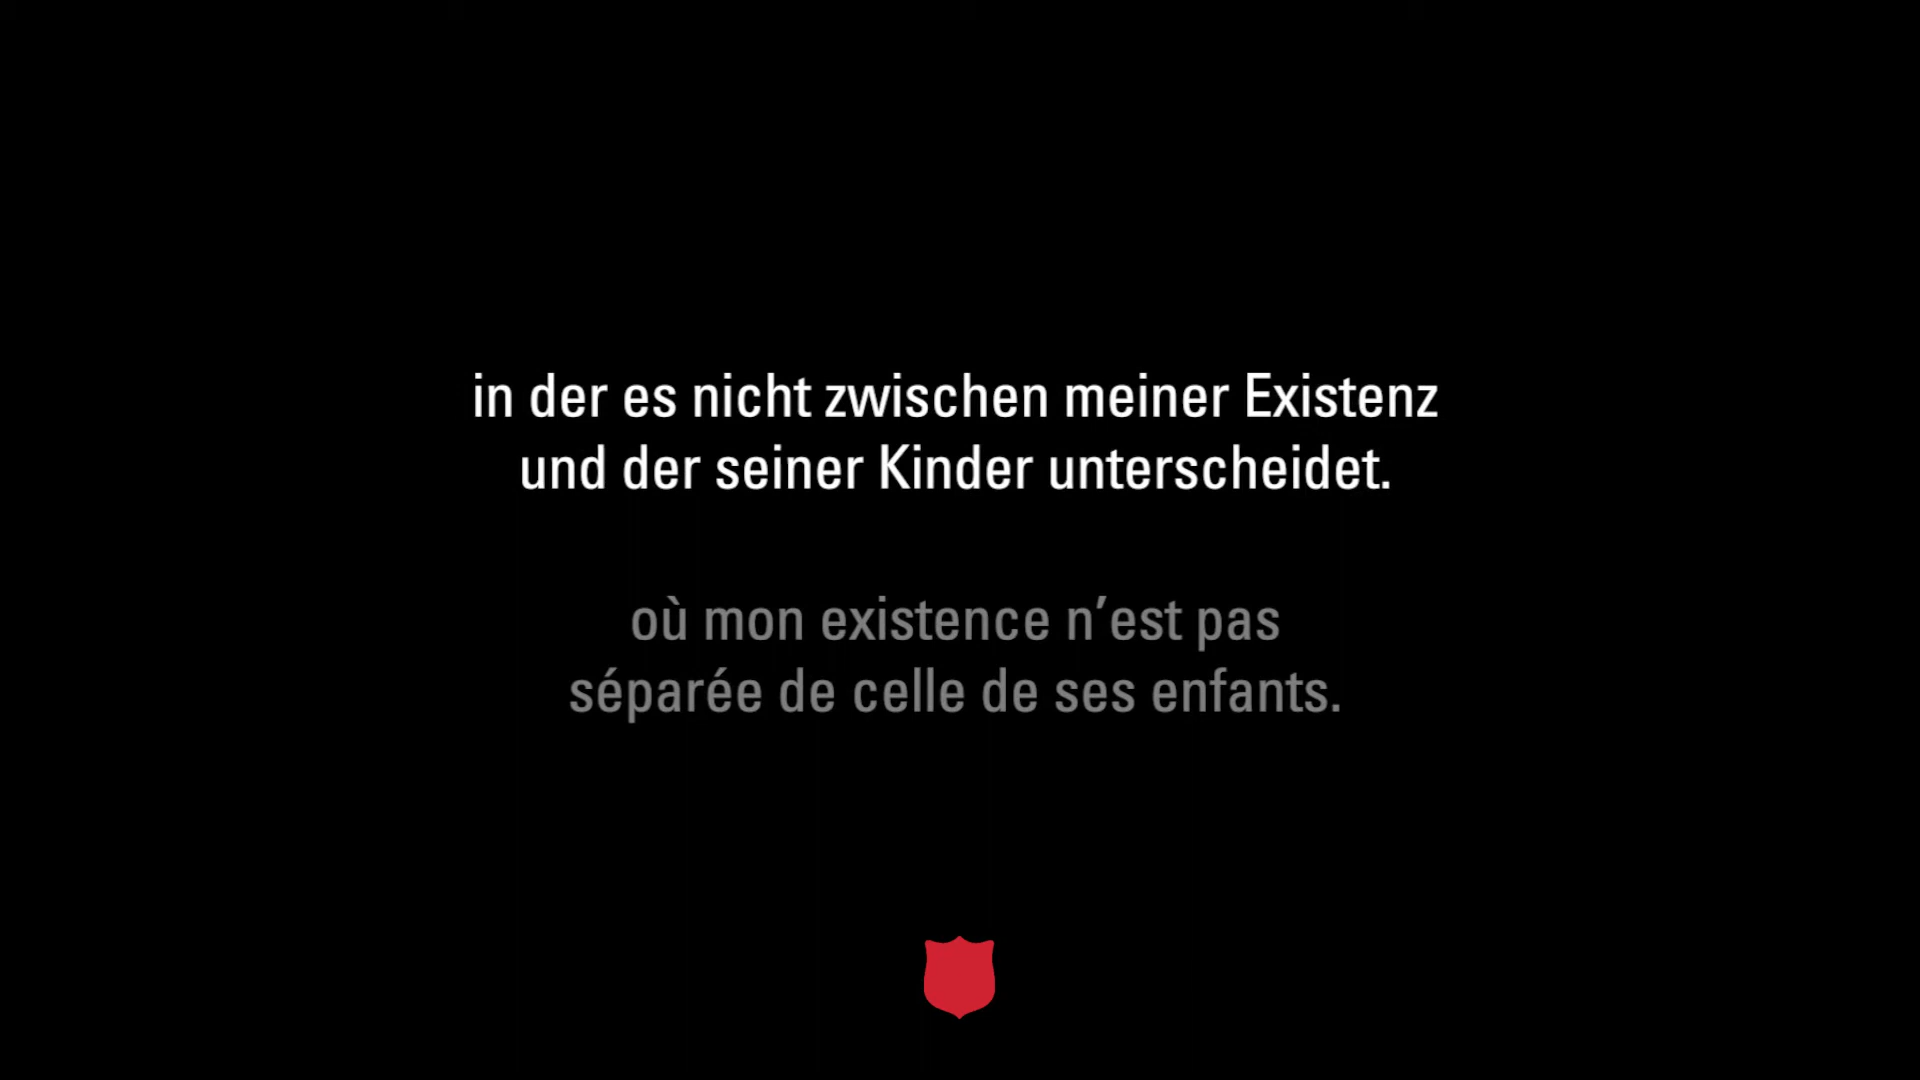 in der es nicht zwischen meiner Existenz
und der seiner Kinder unterscheidet.
où mon existence n’est pas
séparée de celle de ses enfants.